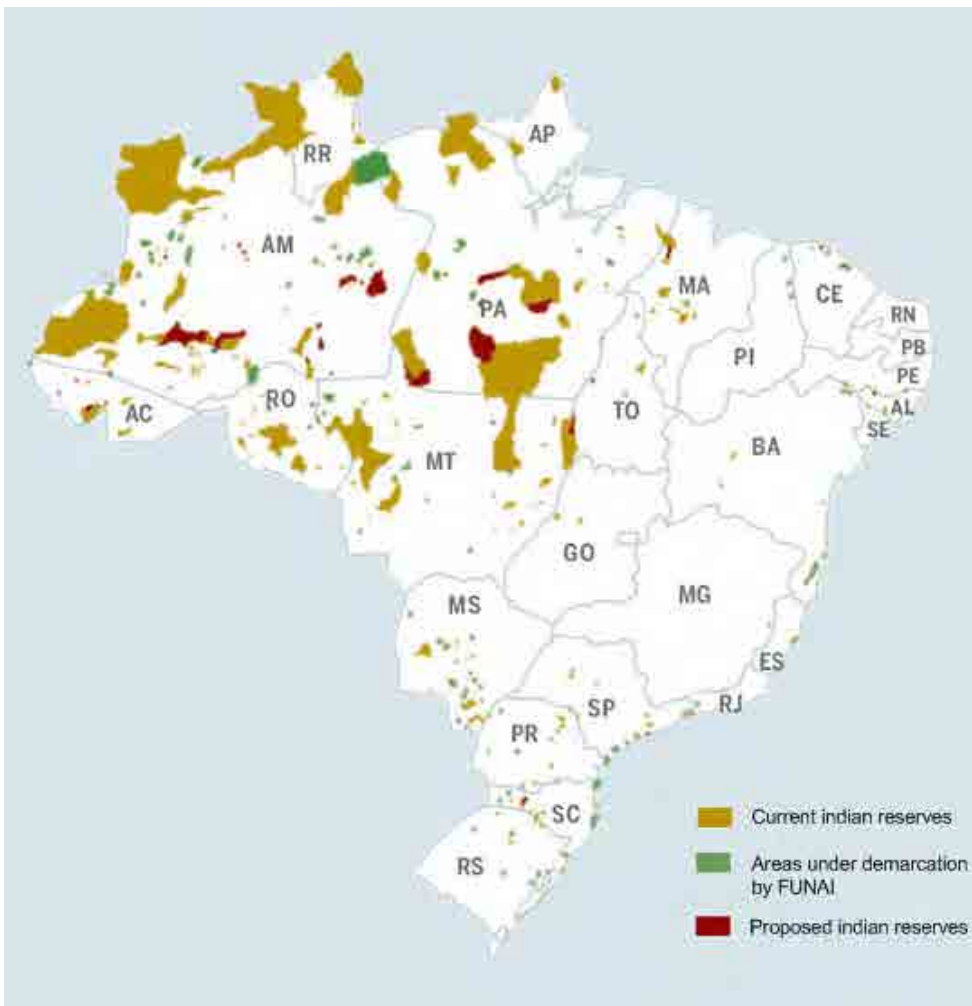 AP
RR
AM
PA
MA
CE
RN
PB
PE
AL
SE
PI
TO
AC
RO
MT
BA
GO
MG
MS
ES
RJ
SP
PR
SC
RS
Current indian reserves
Areas under demarcation
by FUNAI
Proposed indian reserves